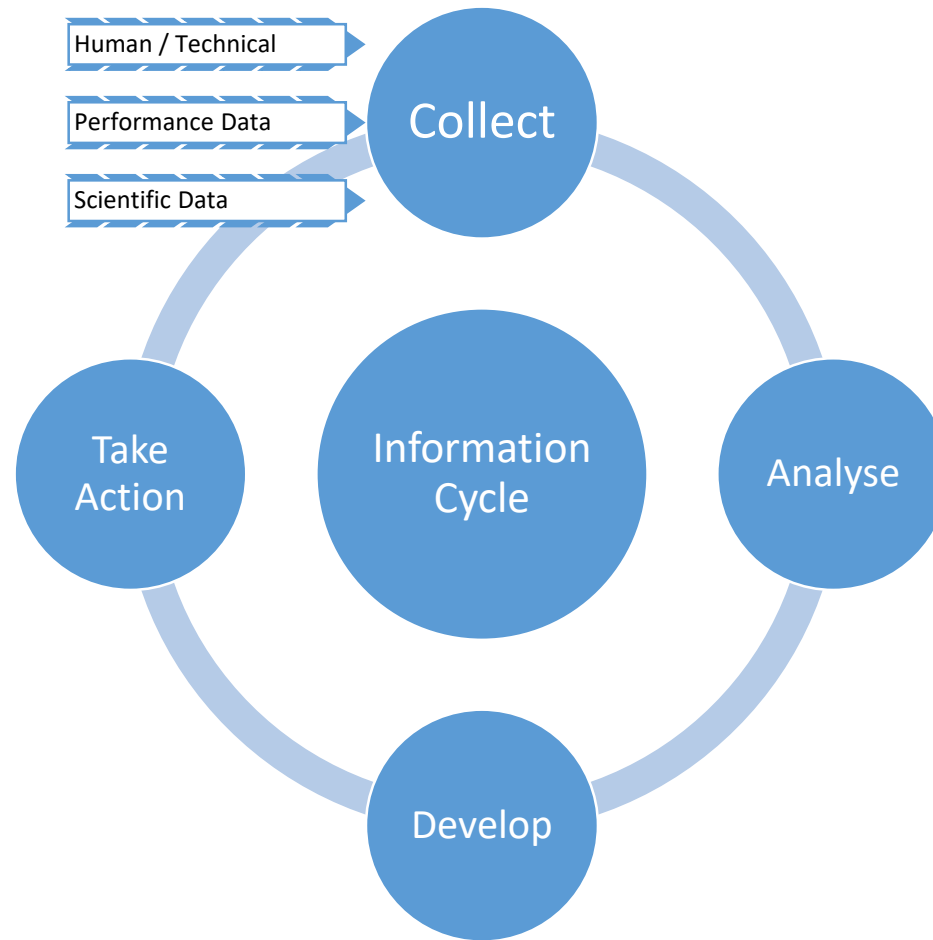 Human / Technical
Performance Data
Scientific Data
Collect
Take
Action
Information
Cycle
Analyse
Develop